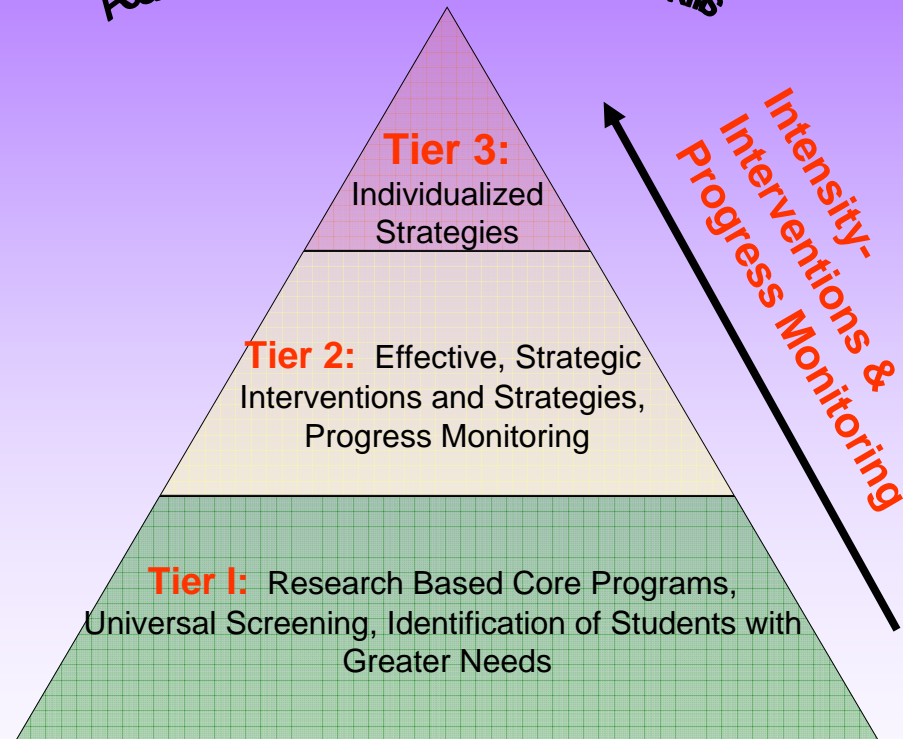 Tier 3:
Individualized
Strategies
Intensity-
Interventions &
Progress Monitoring
Tier 2: Effective, Strategic
Interventions and Strategies,
Progress Monitoring
Tier I: Research Based Core Programs,
Universal Screening, Identification of Students with
Greater Needs